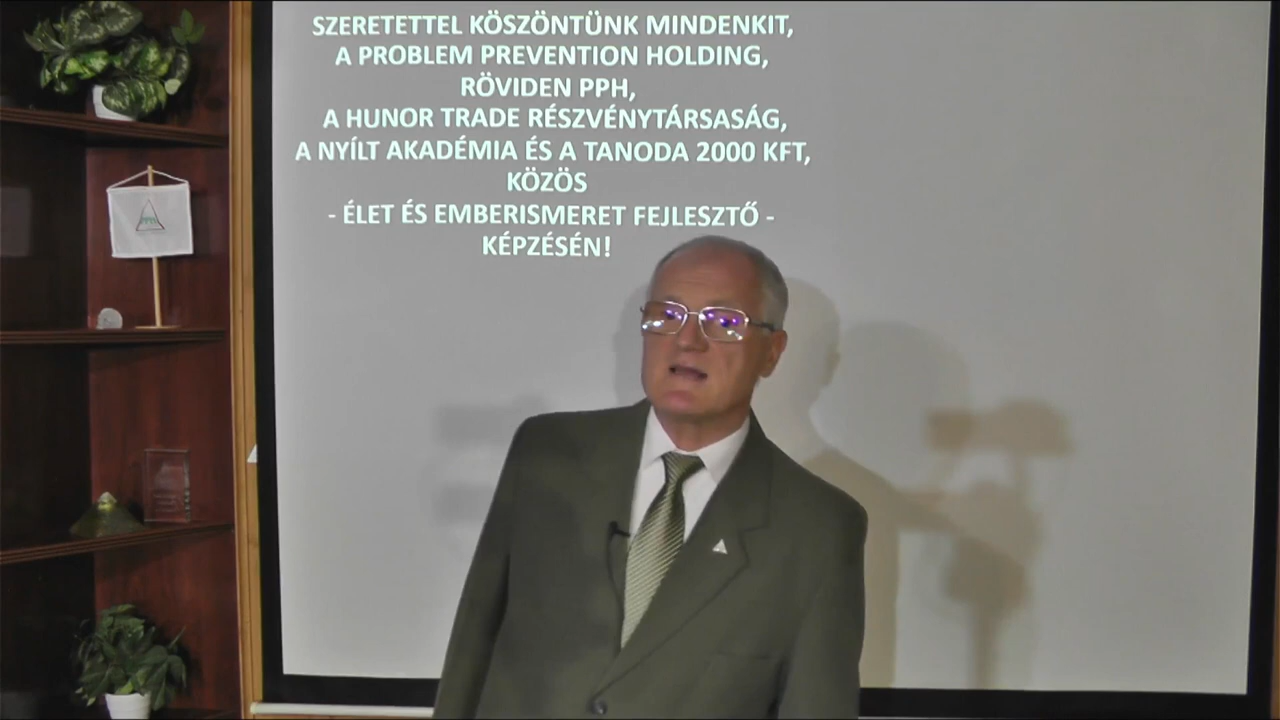 SZERETETTEL KÖSZÖNTÜNK MINDENKIT,
A PROBLEM PREVENTION HOLDING,
RÖVIDEN PPH,
A HUNOR TRADE RÉSZVÉNYTÁRSASÁG,
A NYÍLT AKADÉMIA ÉS A TANODA 2000 KFT,
KÖZÖS
- ÉLET ÉS EMBERISMERET FEJLESZTŐ -
KÉPZÉSÉN!